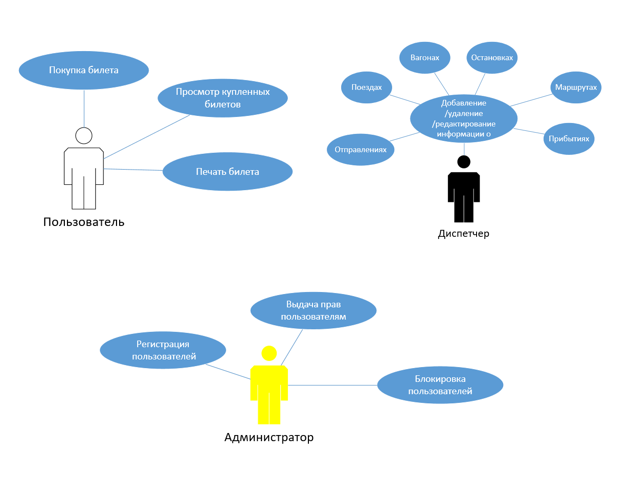 Покупка билета
Просмотр купленных
билетов
Печать билета
Пользователь
Вагонах
Остановках
Поездах
Маршрутах
Добавление
/удаление
/редактирование
информации о
Отправлениях
Прибытиях
Диспетчер
Выдача прав
пользователям
Регистрация
пользователей
Блокировка
пользователей
Администратор